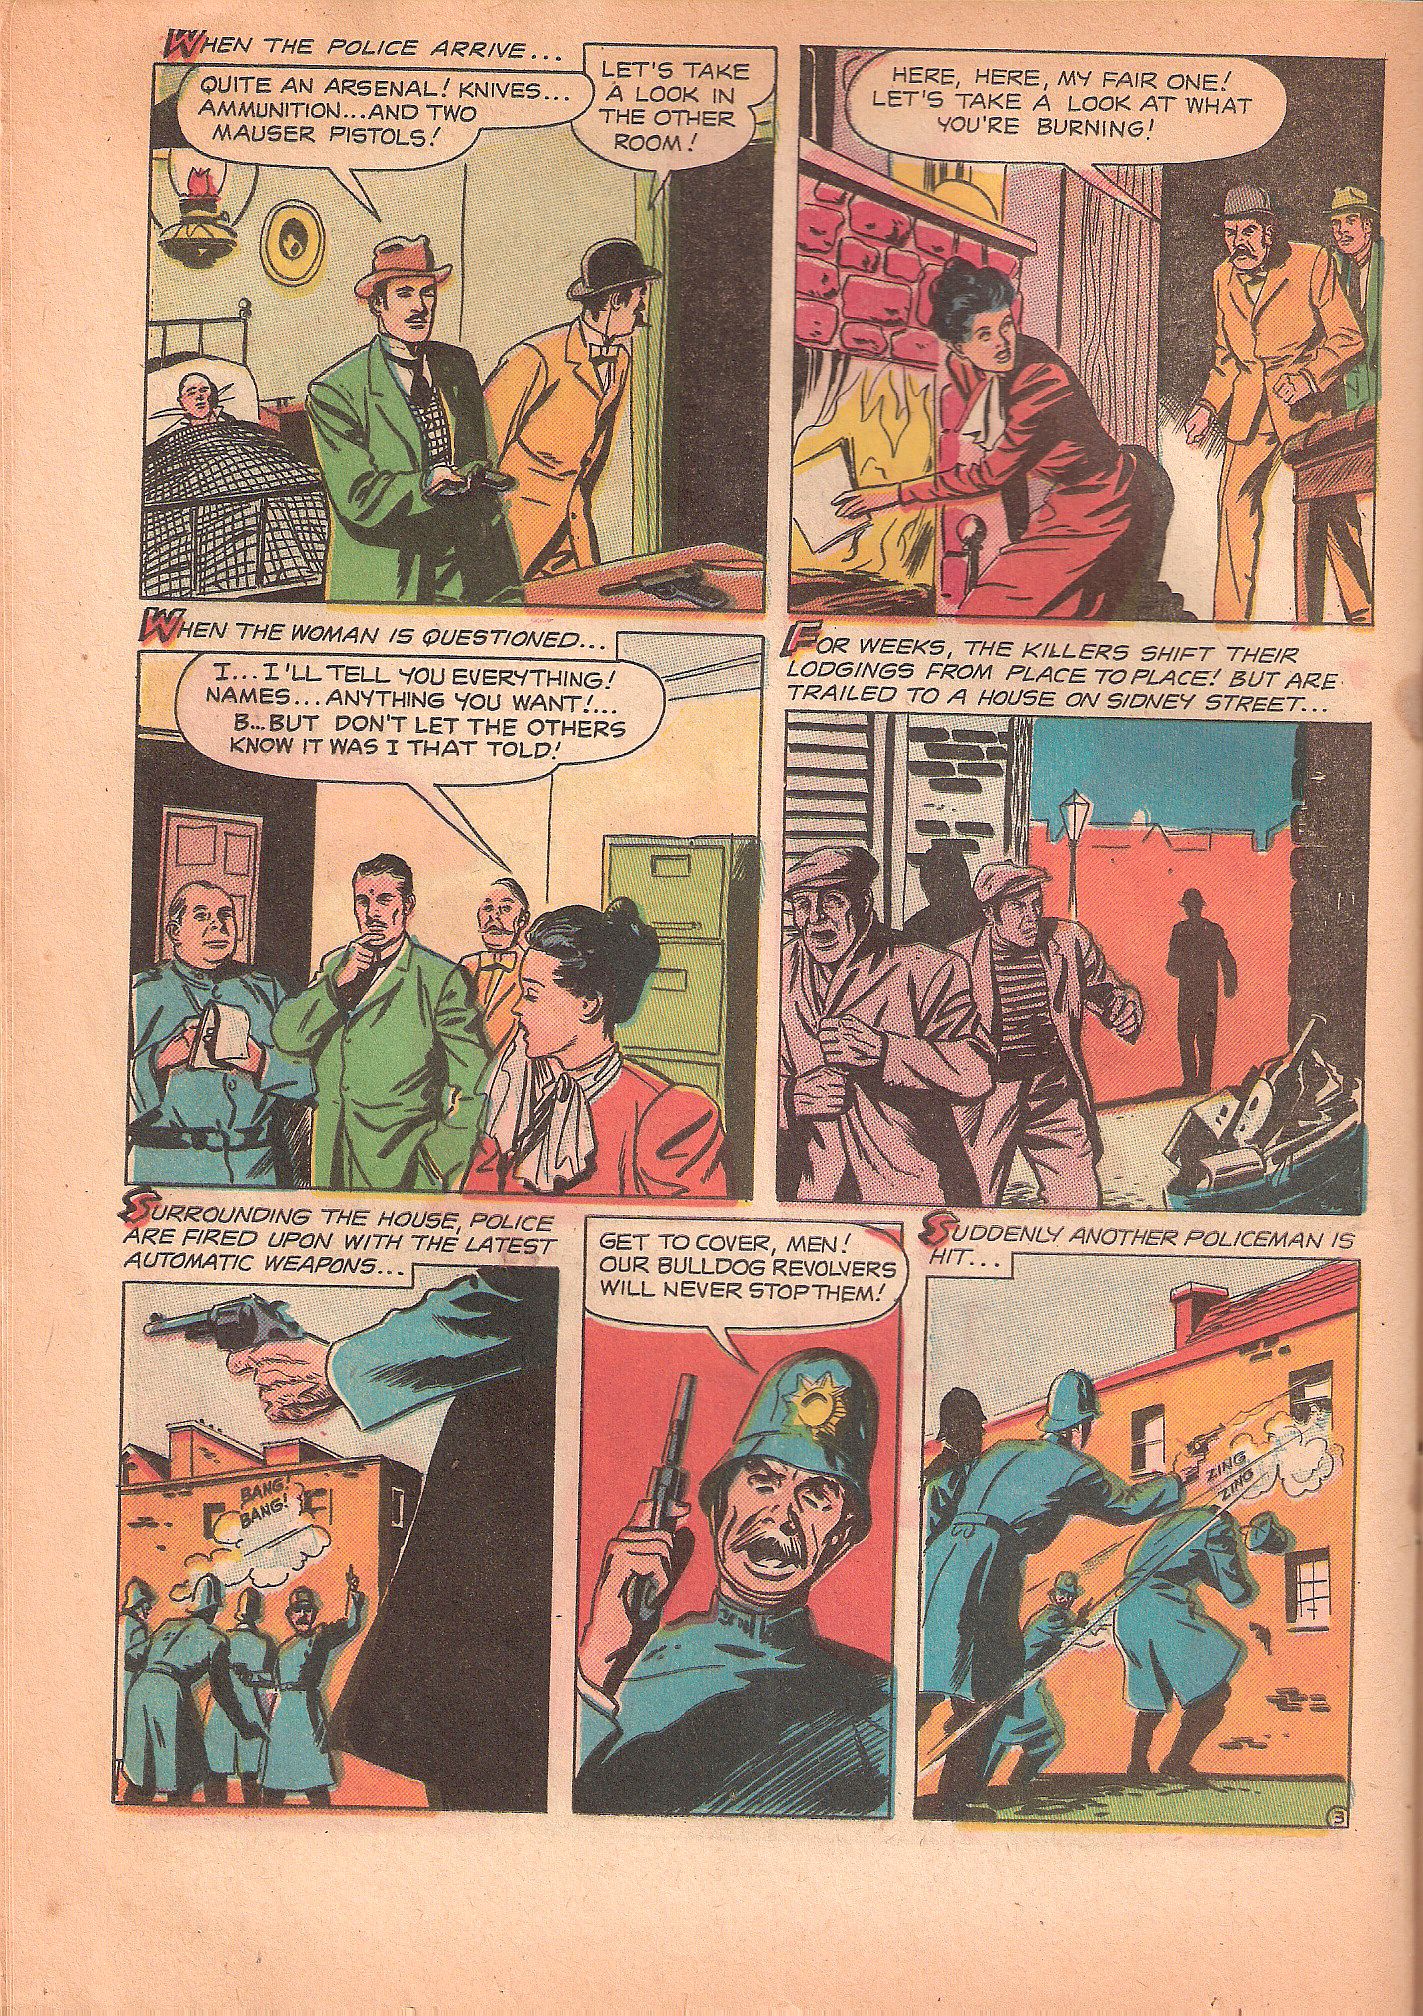 WHEN THE POLICE ARRIVE...
QUITE AN ARSENAL! KNIVES...
AMMUNITION...AND TWO
MAUSER PISTOLS!
LET'S TAKE
A LOOK IN
THE OTHER
ROOM!
HERE, HERE, MY FAIR ONE!
LET'S TAKE A LOOK AT WHAT
YOU'RE BURNING!
WHEN THE WOMAN IS QUESTIONED...
I...I'LL TELL YOU EVERYTHING!
NAMES...ANYTHING YOU WANT!...
B...BUT DON'T LET THE OTHERS
KNOW IT WAS I THAT TOLD!
FOR WEEKS, THE KILLERS SHIFT THEIR
LODGINGS FROM PLACE TO PLACE! BUT ARE
TRAILED TO A HOUSE ON SIDNEY STREET...
SURROUNDING THE HOUSE, POLICE
ARE FIRED UPON WITH THE LATEST
AUTOMATIC WEAPONS...
BANG!
BANG!
GET TO COVER, MEN!
OUR BULLDOG REVOLVERS
WILL NEVER STOP THEM!
SUDDENLY ANOTHER POLICEMAN IS
HIT...
ZING
ZING
3